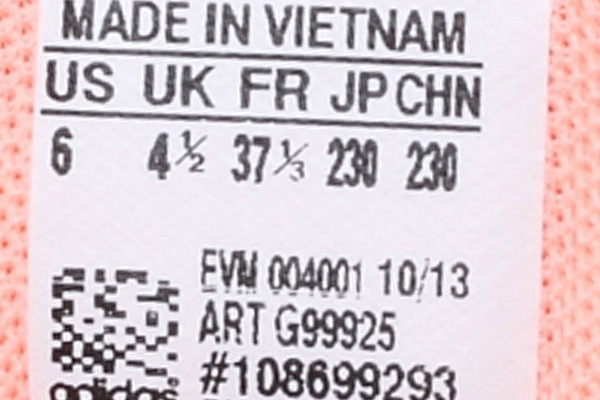 MADE IN VIETNAM
US UK FR JP CHN
6 4½ 37⅓ 230 230
EVM 004001 10/13
ART G99925
#108699293
adidas